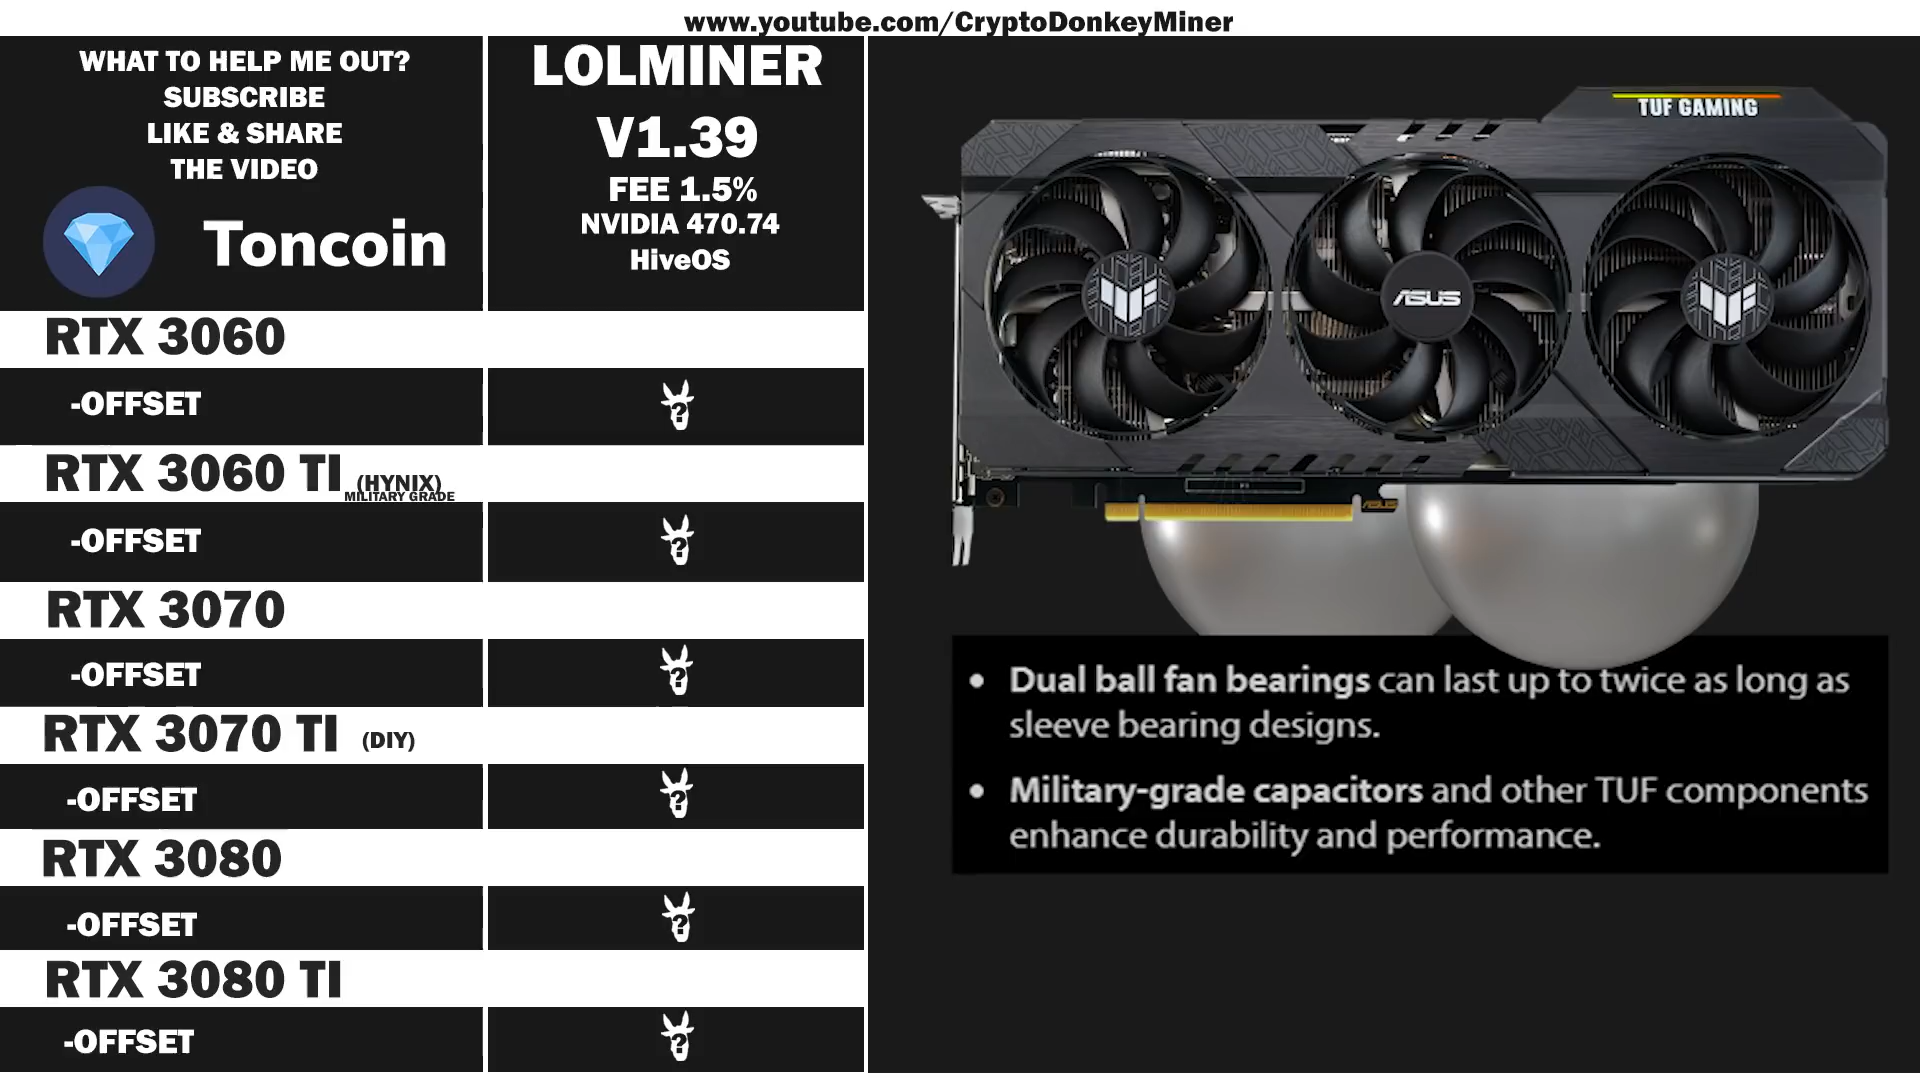 www.youtube.com/CryptoDonkeyMiner
WHAT TO HELP ME OUT?
SUBSCRIBE
LIKE & SHARE
THE VIDEO
Toncoin
LOLMINER
V1.39
FEE 1.5%
NVIDIA 470.74
HiveOS
RTX 3060
-OFFSET
?
RTX 3060 TI (HYNIX)
MILITARY GRADE
-OFFSET
?
RTX 3070
-OFFSET
?
RTX 3070 TI (DIY)
-OFFSET
?
RTX 3080
-OFFSET
?
RTX 3080 TI
-OFFSET
?
TUF GAMING
TUF
ASUS
TUF
ASUS
• Dual ball fan bearings can last up to twice as long as
sleeve bearing designs.
• Military-grade capacitors and other TUF components
enhance durability and performance.